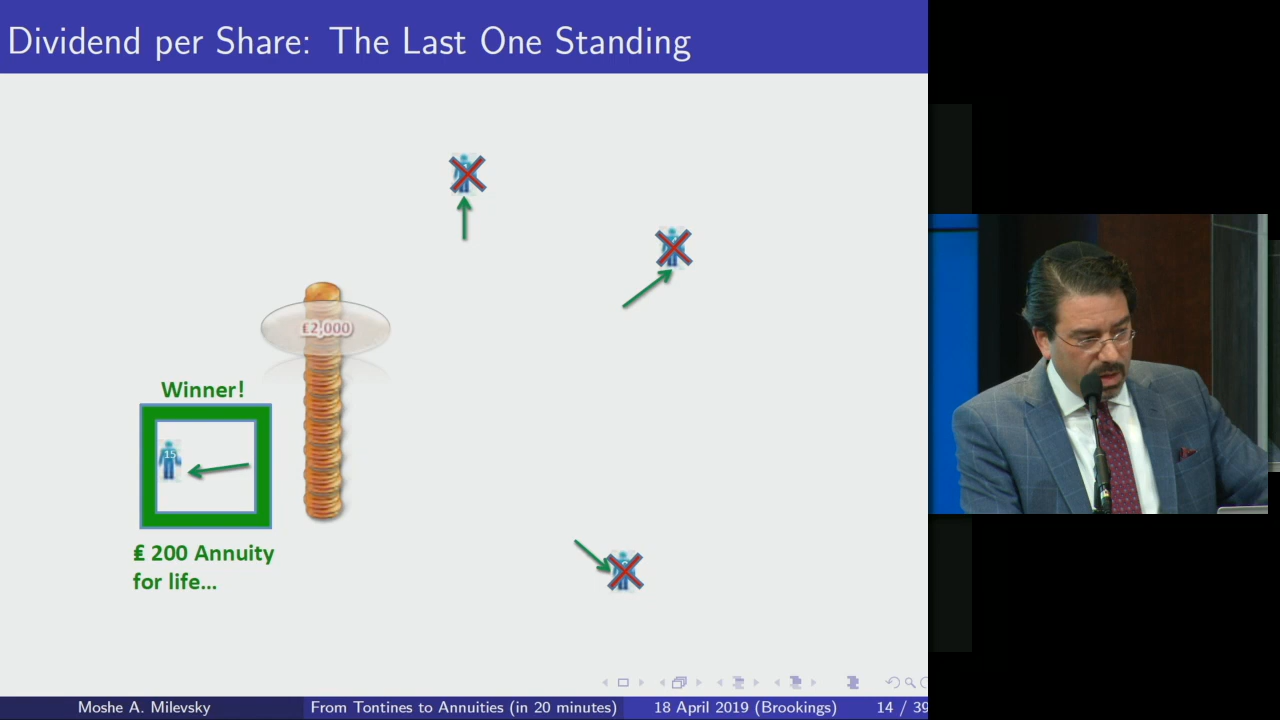 Dividend per Share: The Last One Standing
£2,000
Winner!
15
₤ 200 Annuity
for life...
Moshe A. Milevsky
From Tontines to Annuities (in 20 minutes)
18 April 2019 (Brookings)
14 / 39